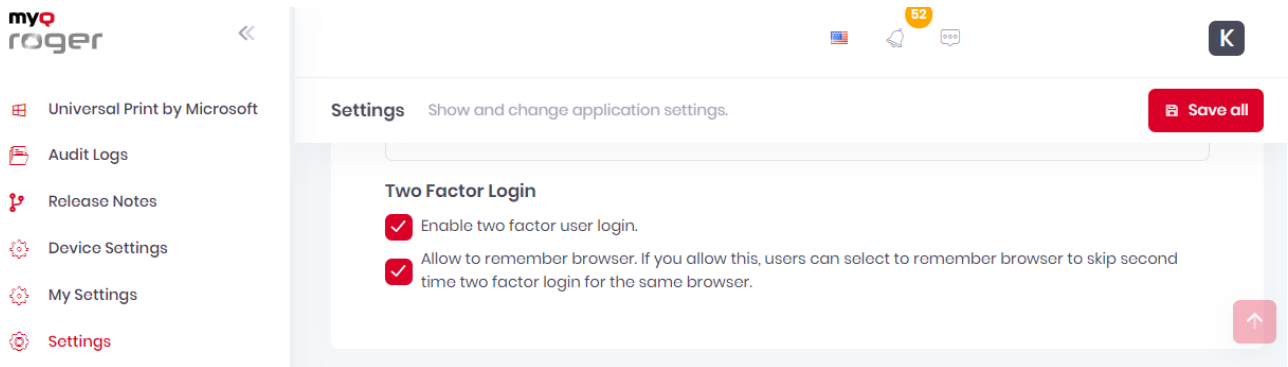 myQ
roger
52
K
Universal Print by Microsoft
Audit Logs
Release Notes
Device Settings
My Settings
Settings
Settings Show and change application settings.
Save all
Two Factor Login
Enable two factor user login.
Allow to remember browser. If you allow this, users can select to remember browser to skip second
time two factor login for the same browser.